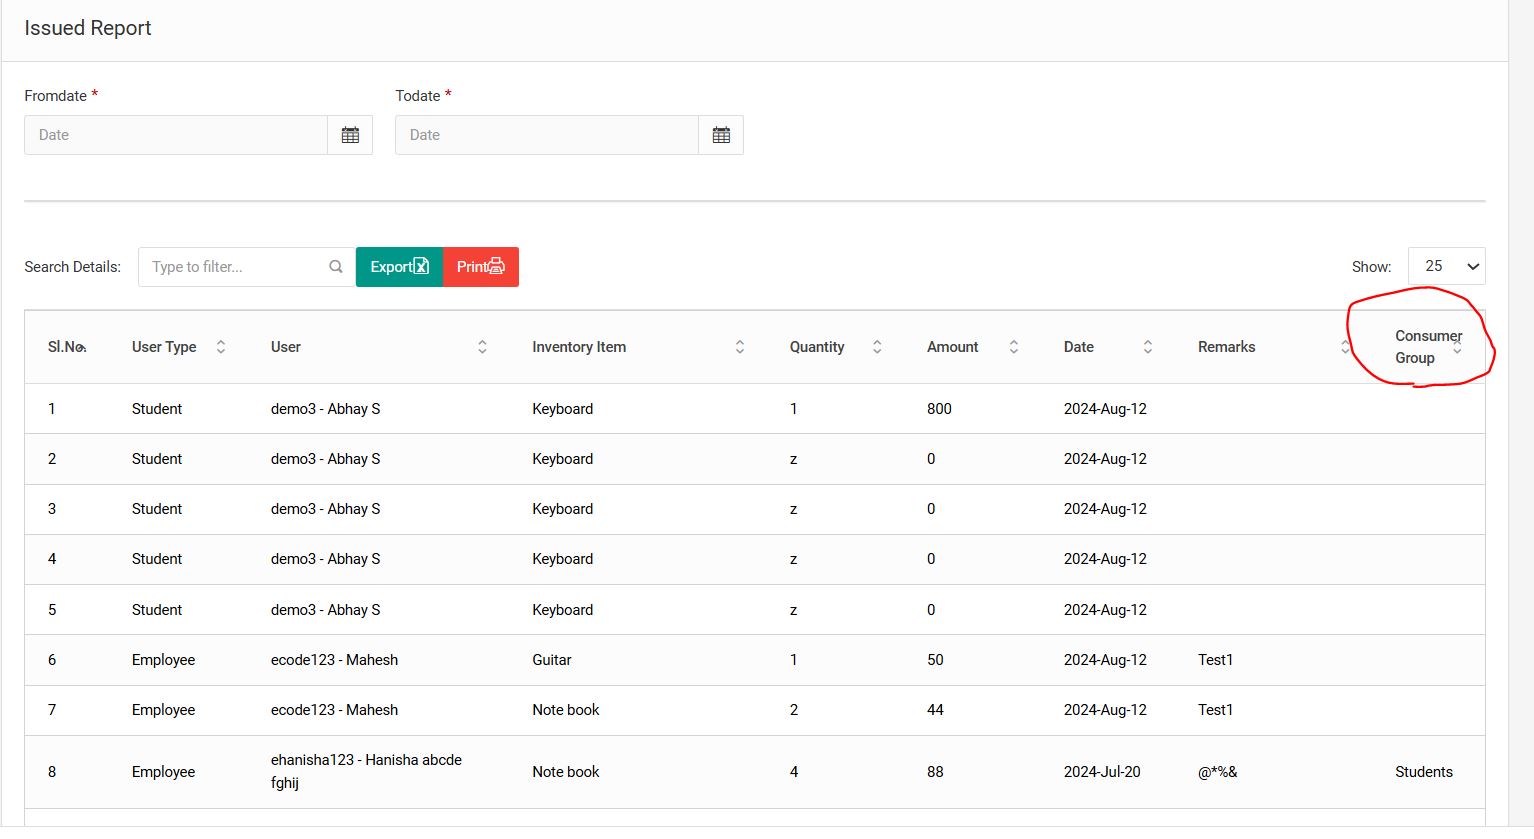 Issued Report
Fromdate * Todate *
Date Date
Search Details: Type to filter... Export Print Show: 25
Sl.No. User Type User Inventory Item Quantity Amount Date Remarks Consumer Group
1 Student demo3 - Abhay S Keyboard 1 800 2024-Aug-12
2 Student demo3 - Abhay S Keyboard z 0 2024-Aug-12
3 Student demo3 - Abhay S Keyboard z 0 2024-Aug-12
4 Student demo3 - Abhay S Keyboard z 0 2024-Aug-12
5 Student demo3 - Abhay S Keyboard z 0 2024-Aug-12
6 Employee ecode123 - Mahesh Guitar 1 50 2024-Aug-12 Test1
7 Employee ecode123 - Mahesh Note book 2 44 2024-Aug-12 Test1
8 Employee ehanisha123 - Hanisha abcde fghij Note book 4 88 2024-Jul-20 @*%& Students